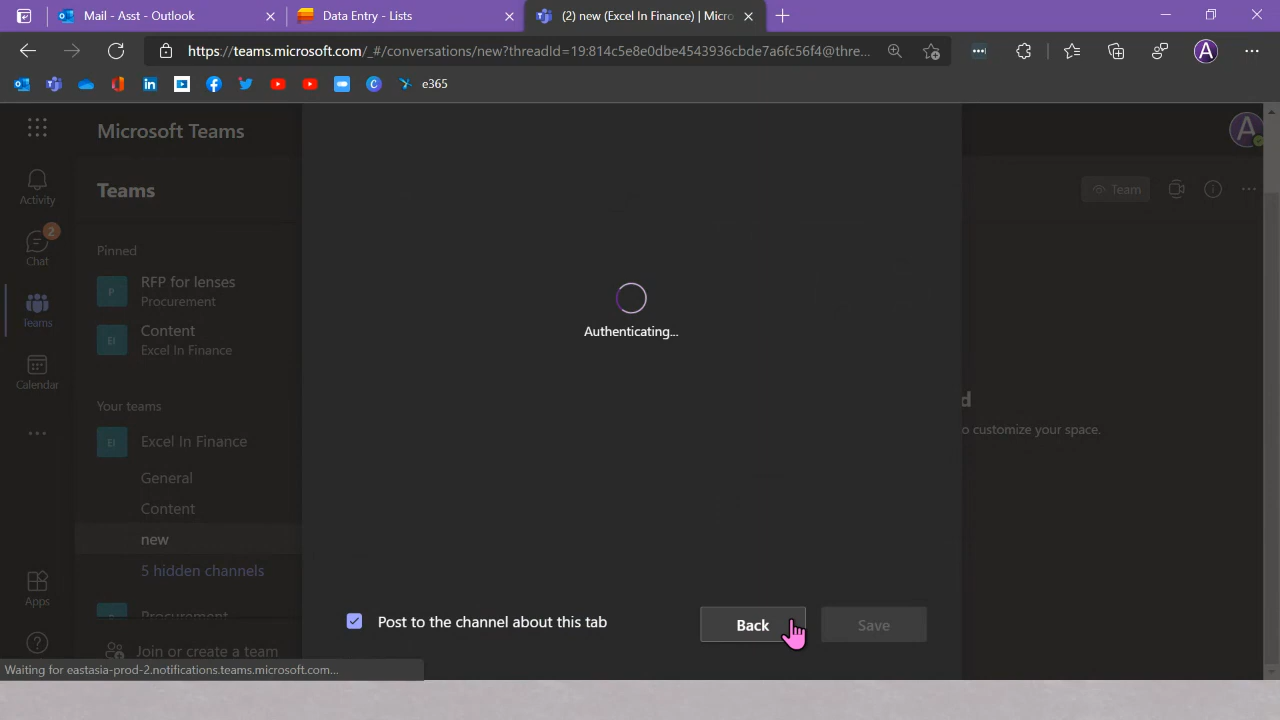 Mail - Asst - Outlook
Data Entry - Lists
(2) new (Excel In Finance) | Micro
https://teams.microsoft.com/_#/conversations/new?threadId=19:814c5e8e0dbe4543936cbde7a6fc56f4@thre...
e365
Microsoft Teams
A
Activity
Teams
Team
2
Chat
Pinned
P
RFP for lenses
Procurement
Teams
EI
Content
Excel In Finance
Authenticating...
Calendar
Your teams
d
EI
Excel In Finance
o customize your space.
General
Content
new
5 hidden channels
Apps
Procurement
Post to the channel about this tab
Back
Save
Join or create a team
Waiting for eastasia-prod-2.notifications.teams.microsoft.com...